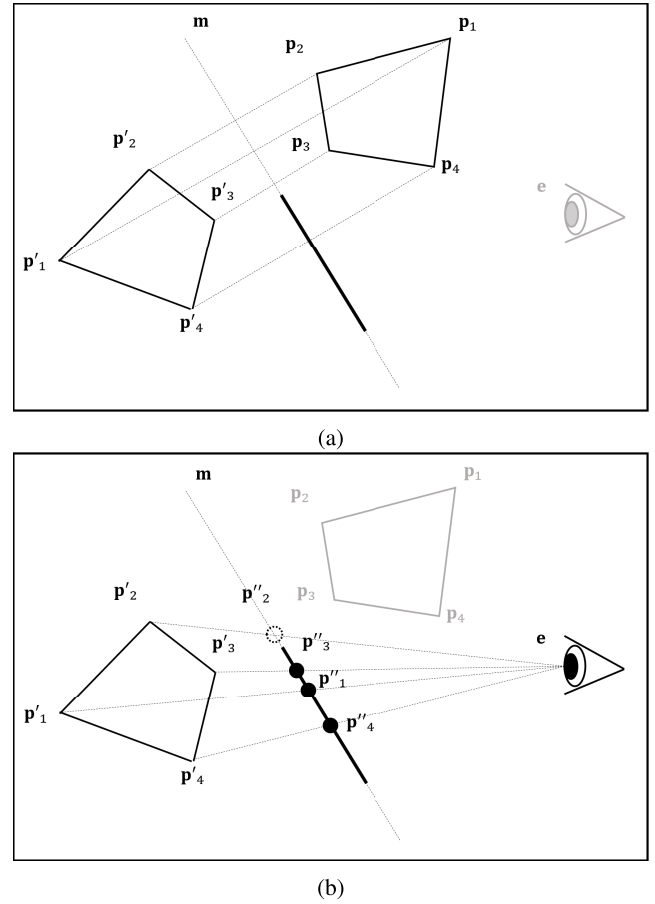 m
p₁
p₂
p′₂
p₃
p₄
p′₃
e
p′₁
p′₄
(a)
m
p₁
p₂
p′₂
p″₂
p₃
p₄
p′₃
p″₃
e
p″₁
p′₁
p″₄
p′₄
(b)